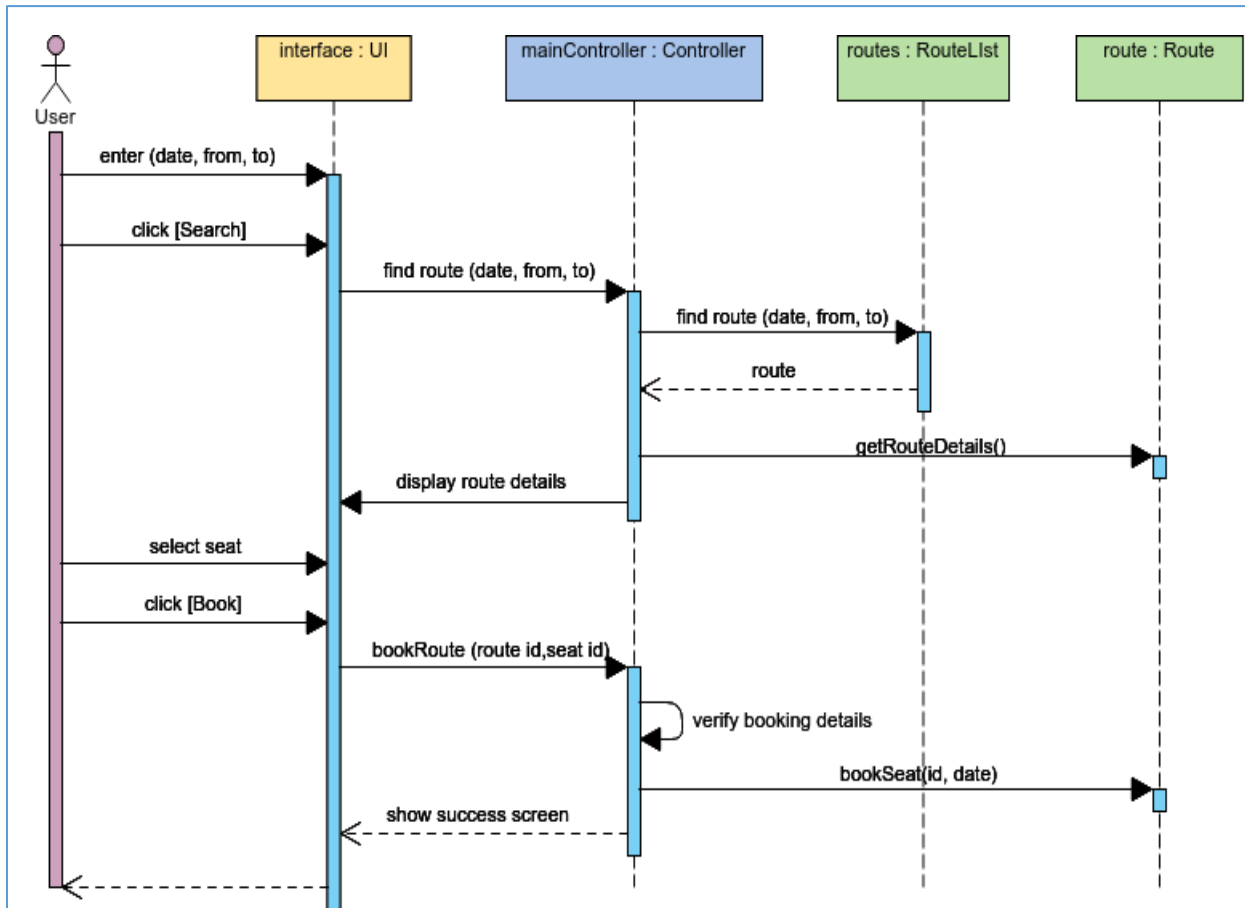 interface : UI
mainController : Controller
routes : RouteLIst
route : Route
User
enter (date, from, to)
click [Search]
find route (date, from, to)
find route (date, from, to)
route
getRouteDetails()
display route details
select seat
click [Book]
bookRoute (route id,seat id)
verify booking details
bookSeat(id, date)
show success screen